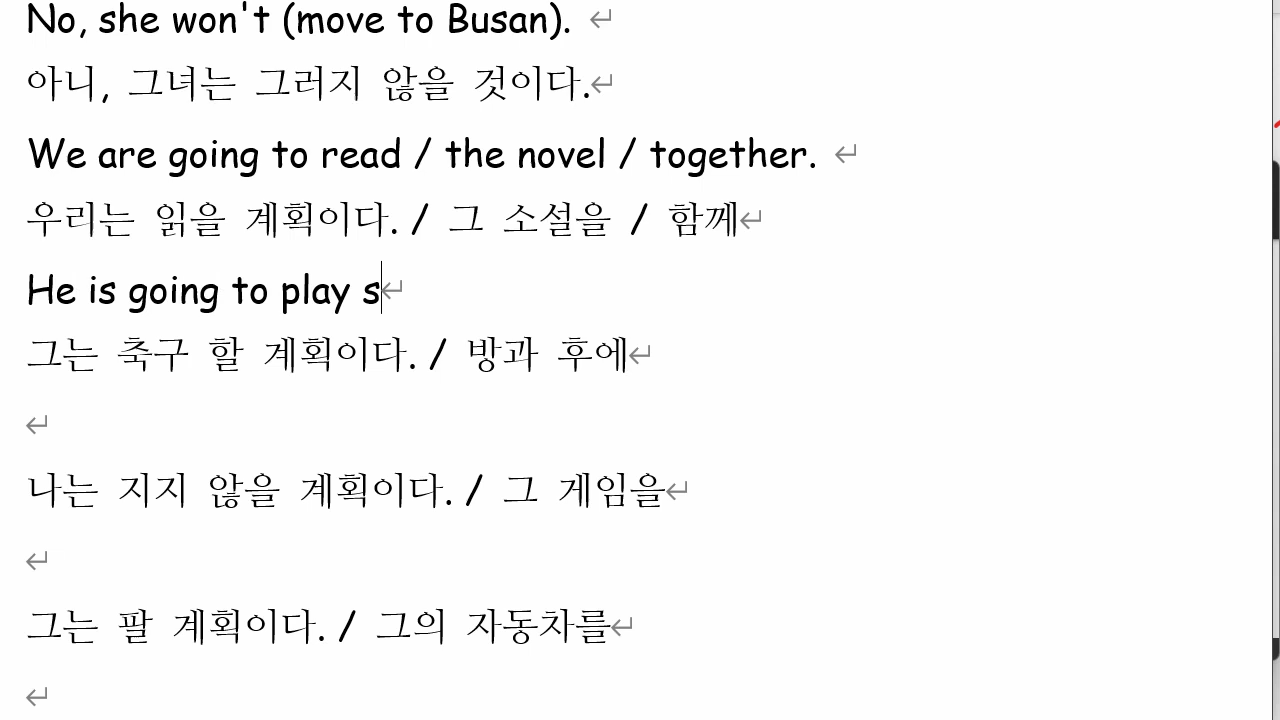 No, she won't (move to Busan).
아니, 그녀는 그러지 않을 것이다.
We are going to read / the novel / together.
우리는 읽을 계획이다. / 그 소설을 / 함께
He is going to play s
그는 축구 할 계획이다. / 방과 후에
나는 지지 않을 계획이다. / 그 게임을
그는 팔 계획이다. / 그의 자동차를